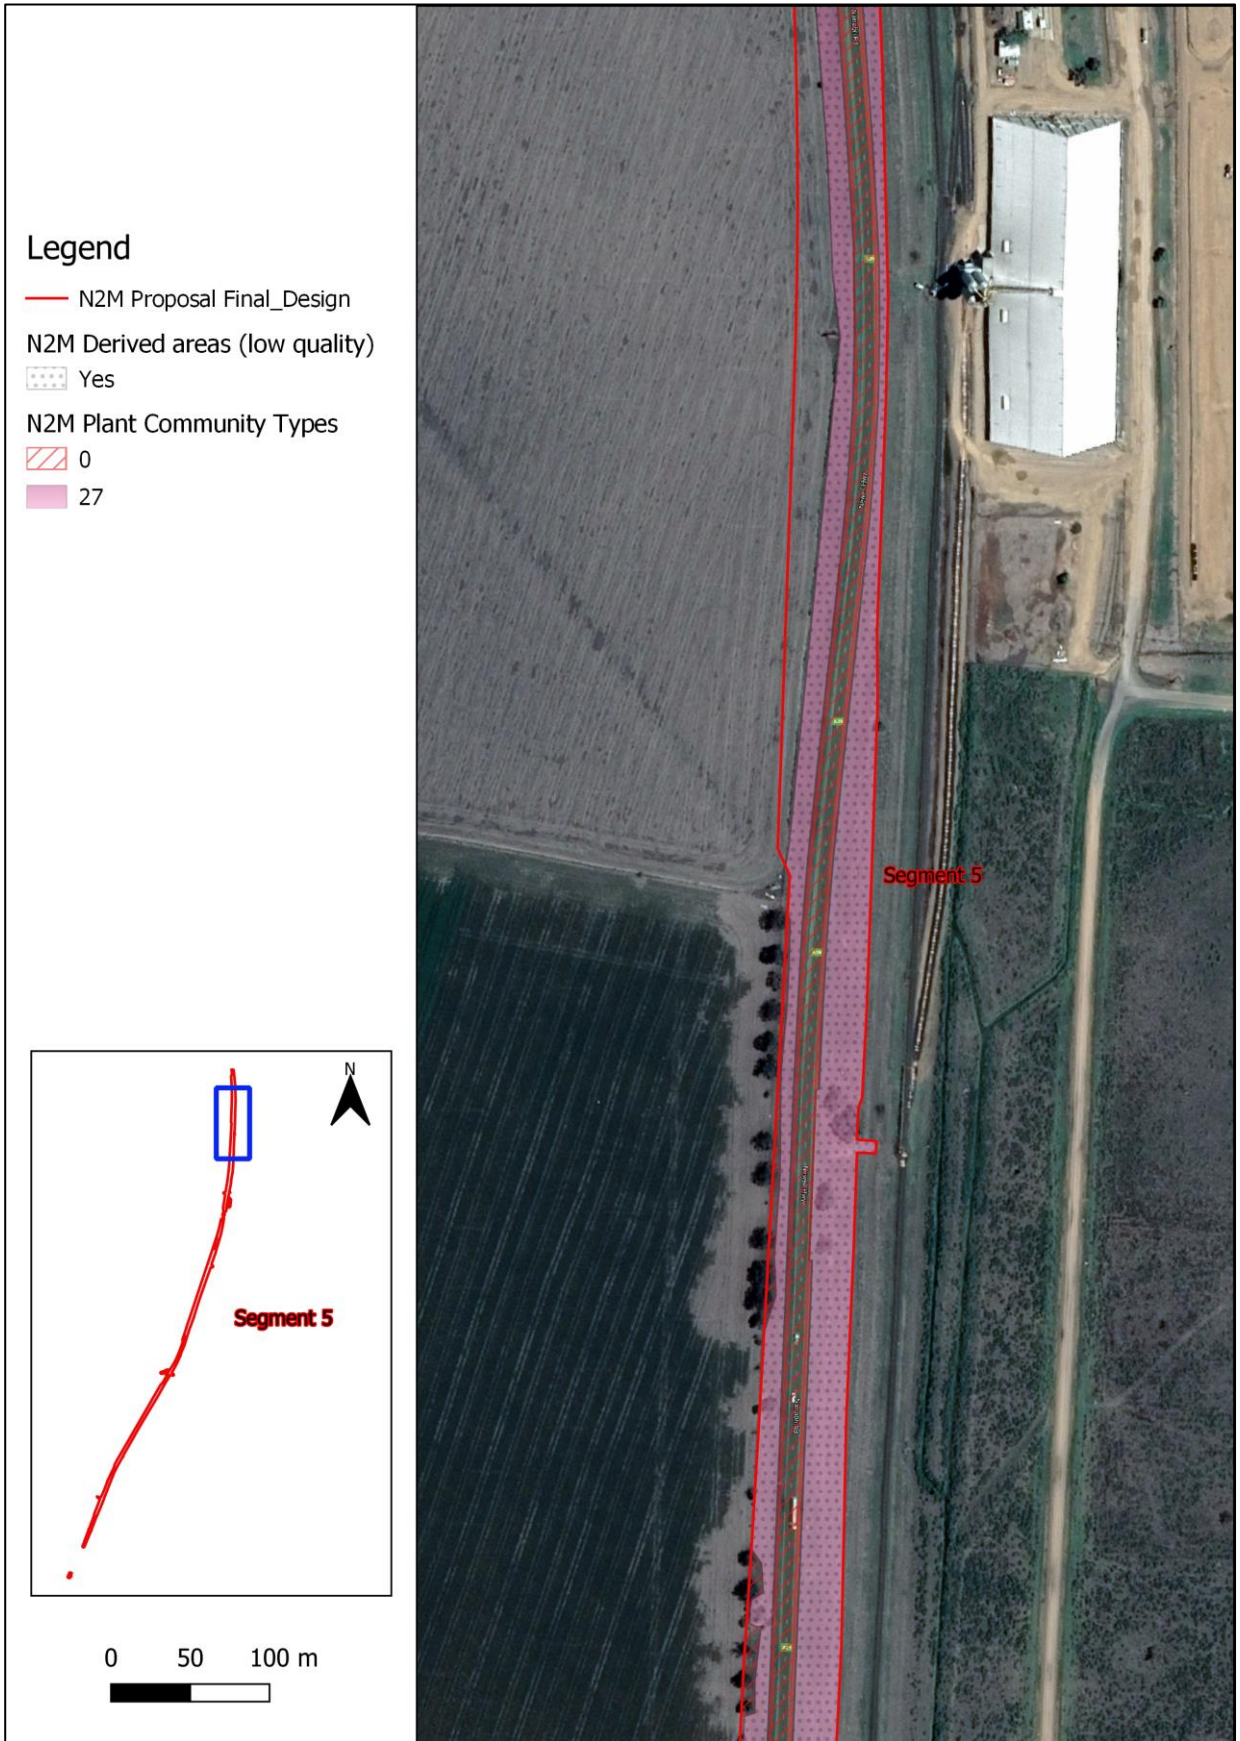 Legend
N2M Proposal Final_Design
N2M Derived areas (low quality)
Yes
N2M Plant Community Types
0
27
Segment 5
N
Segment 5
0 50 100 m